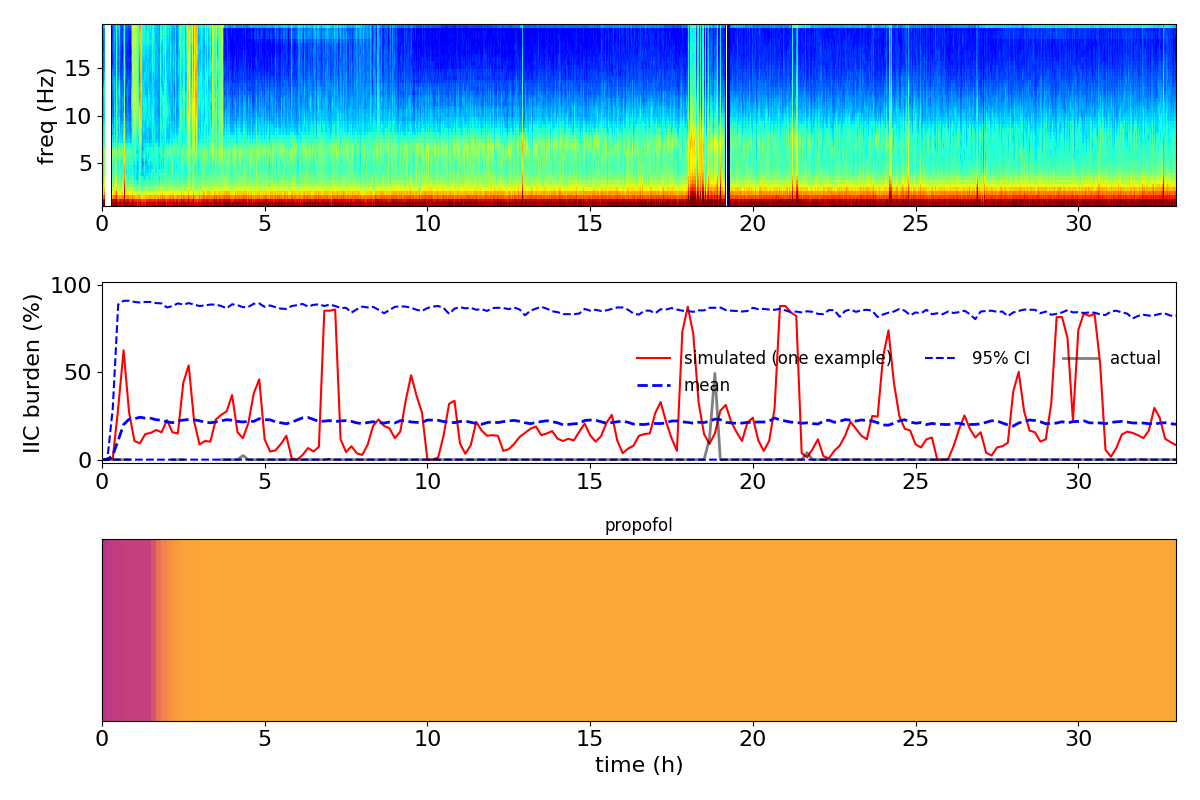 15
10
5
freq (Hz)
0 5 10 15 20 25 30
100
50
0
IIC burden (%)
simulated (one example) 95% CI actual
mean
0 5 10 15 20 25 30
propofol
0 5 10 15 20 25 30
time (h)